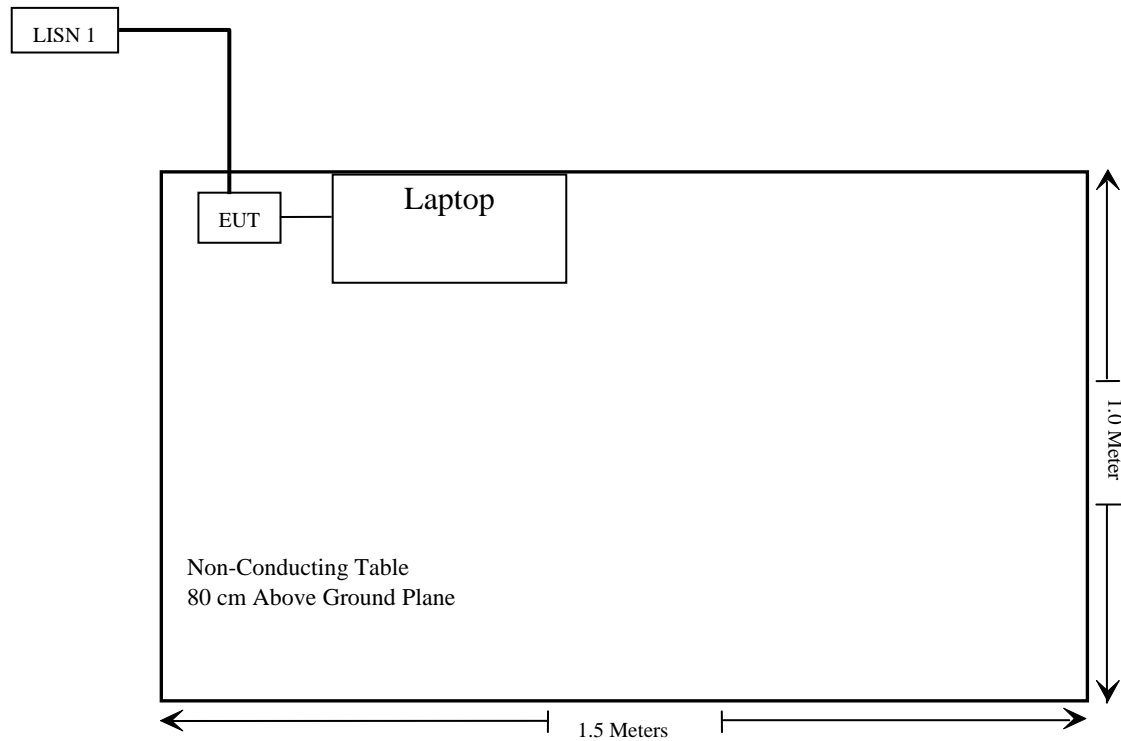 LISN 1
Laptop
EUT
1.0 Meter
Non-Conducting Table
80 cm Above Ground Plane
1.5 Meters